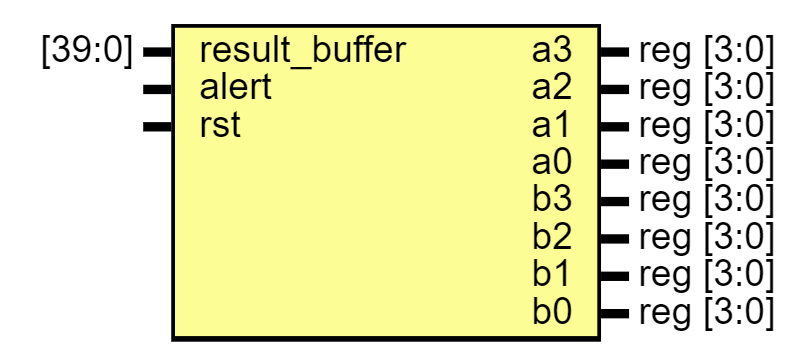 [39:0] result_buffer a3 reg [3:0]
alert a2 reg [3:0]
rst a1 reg [3:0]
a0 reg [3:0]
b3 reg [3:0]
b2 reg [3:0]
b1 reg [3:0]
b0 reg [3:0]